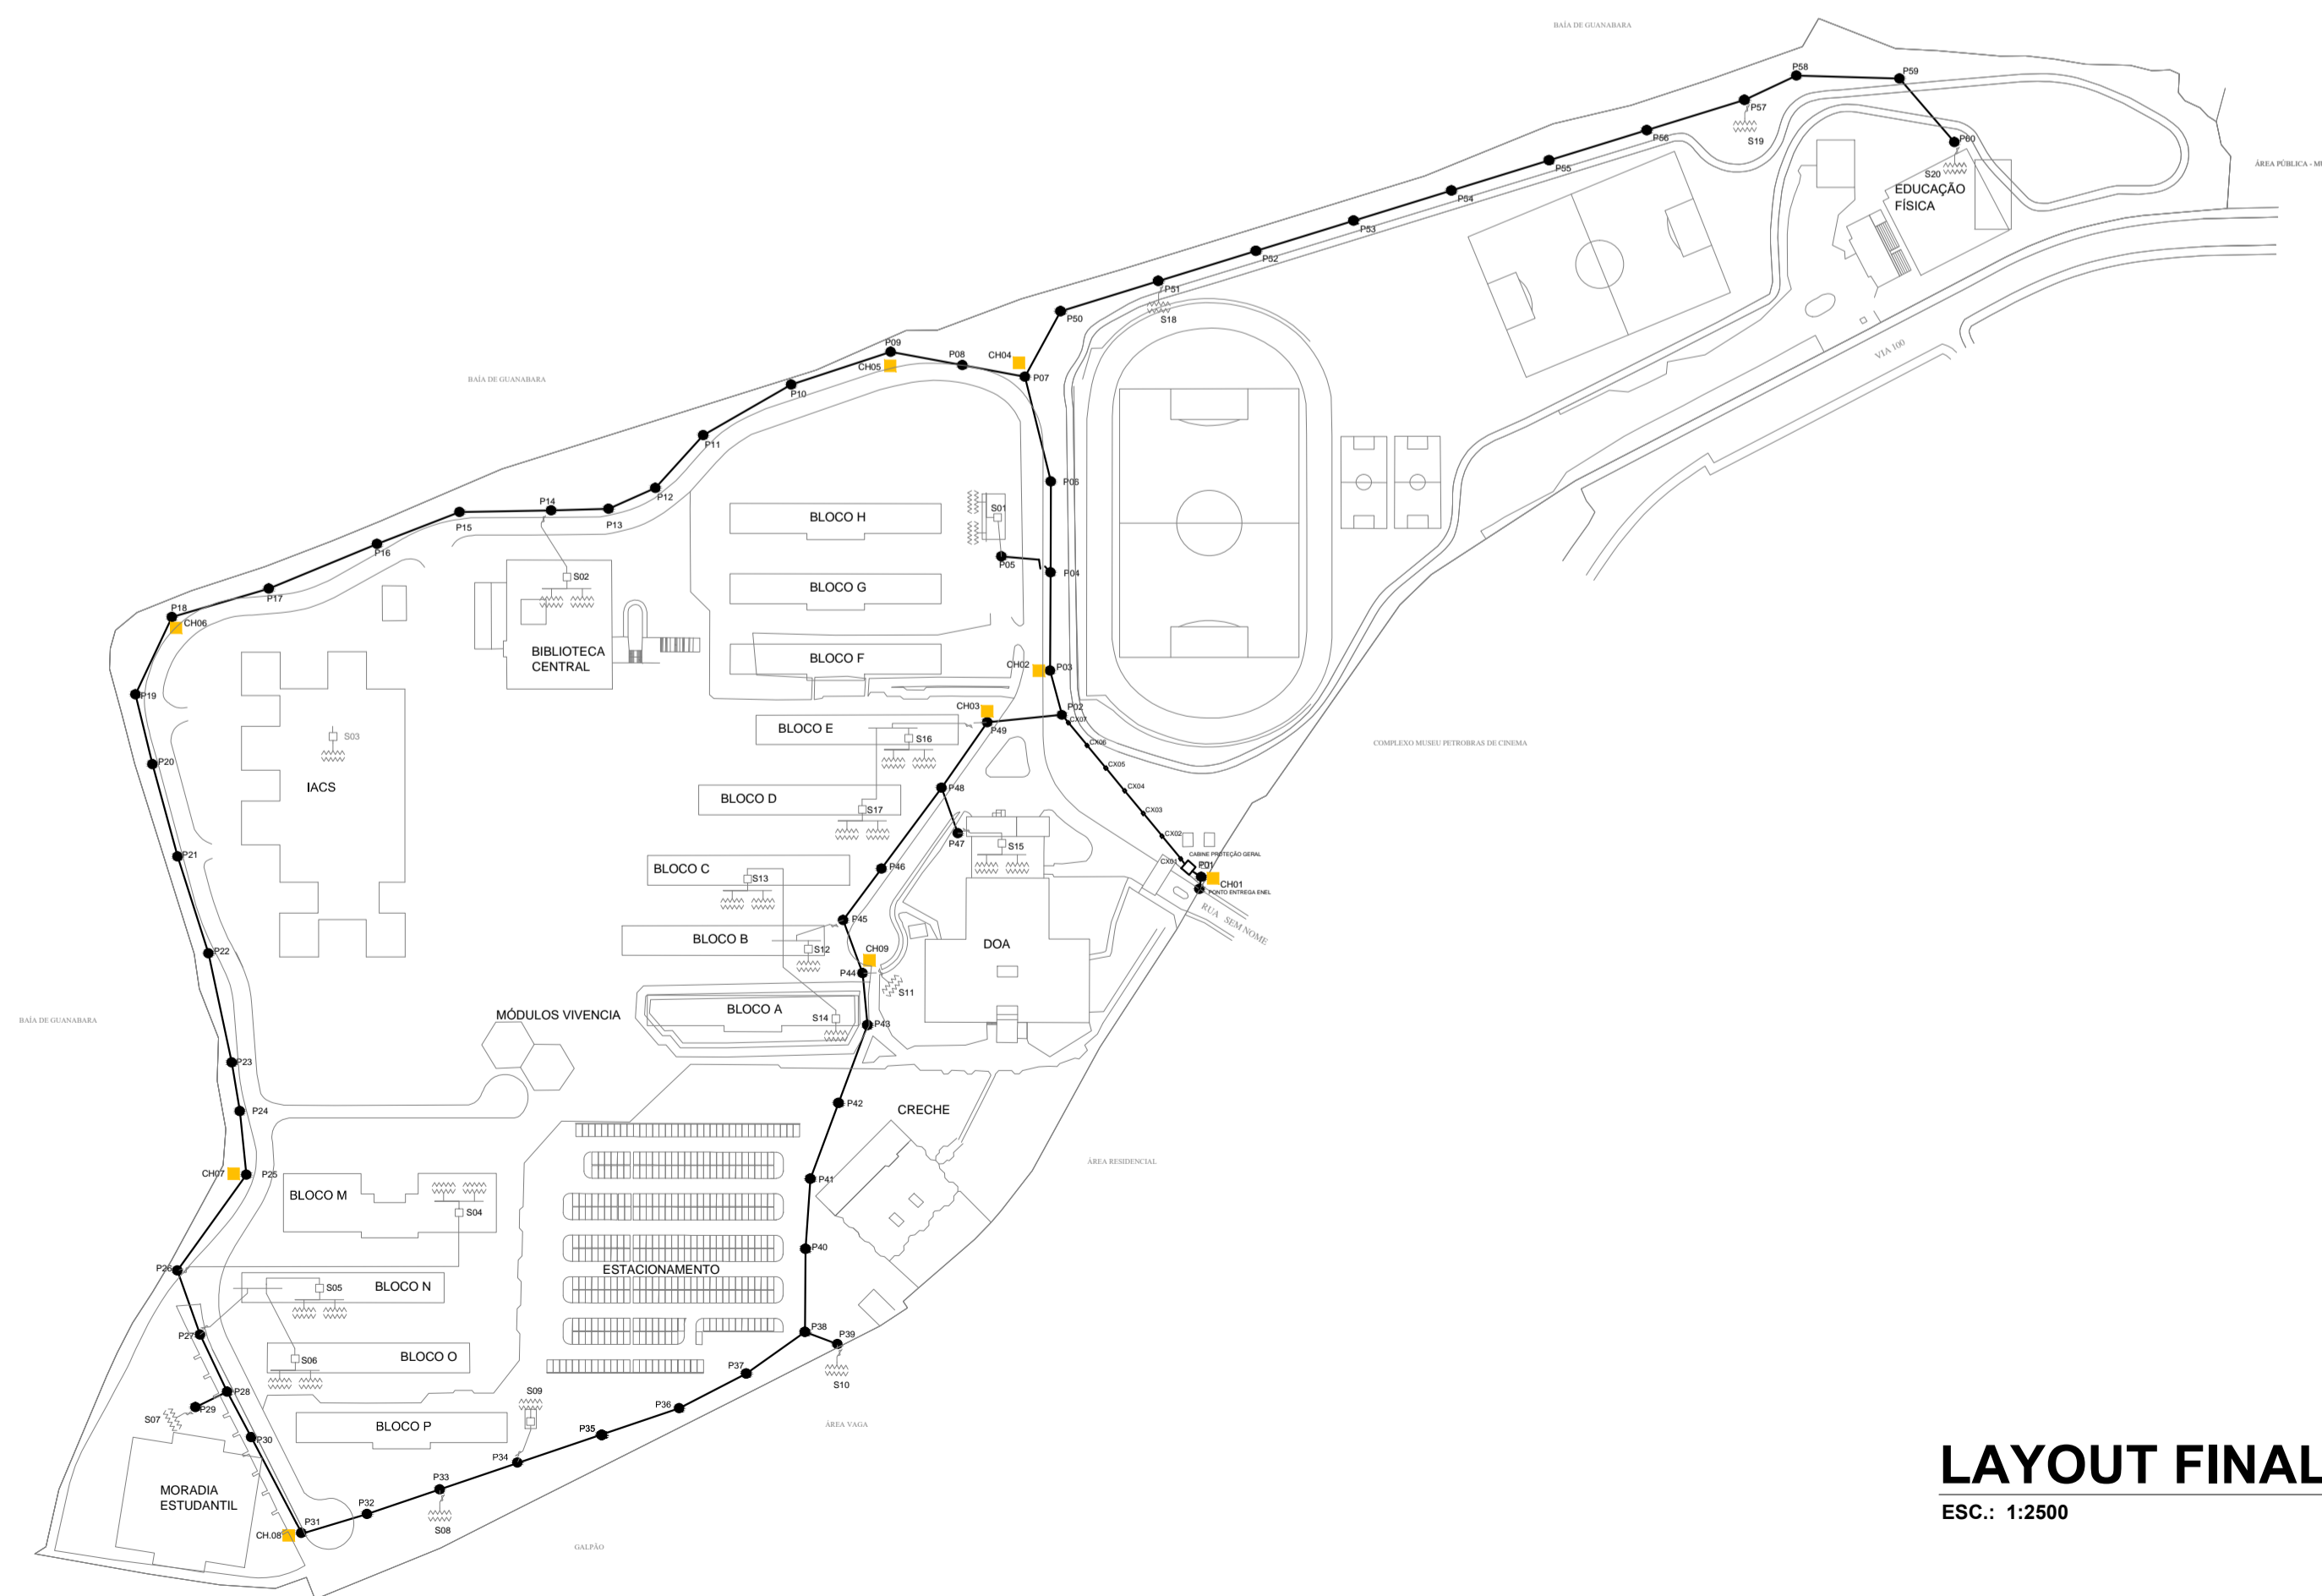 BAÍA DE GUANABARA
P58
P59
P57
S19
P56
P60
S20
EDUCAÇÃO
FÍSICA
P55
P54
P53
P52
P51
S18
P50
VIA 100
BAÍA DE GUANABARA
P09
P08
CH04
CH05
P07
P10
P11
P12
P14
P13
P15
P16
P17
P18
CH06
P06
BLOCO H
S01
P05
P04
BLOCO G
S02
BIBLIOTECA
CENTRAL
BLOCO F
CH02
P03
P19
CH03
P02
CX07
P49
BLOCO E
S16
CX06
S03
COMPLEXO MUSEU PETROBRAS DE CINEMA
P20
CX05
IACS
P48
CX04
BLOCO D
S17
CX03
P47
S15
CX02
CABINE PROTEÇÃO GERAL
CX01
P01
P21
BLOCO C
S13
P46
CH01
PONTO ENTREGA ENEL
RUA SEM NOME
P45
BLOCO B
S12
CH09
DOA
P22
P44
S11
BLOCO A
S14
P43
MÓDULOS VIVENCIA
BAÍA DE GUANABARA
P23
P24
P42
CRECHE
ÁREA RESIDENCIAL
CH07
P25
P41
BLOCO M
S04
P40
P26
ESTACIONAMENTO
S05
BLOCO N
P27
P38
P39
S06
BLOCO O
P37
S10
P28
S09
P29
S07
P36
BLOCO P
ÁREA VAGA
P30
P35
P34
MORADIA
ESTUDANTIL
P33
P32
P31
CH.08
S08
GALPÃO
LAYOUT FINAL
ESC.: 1:2500